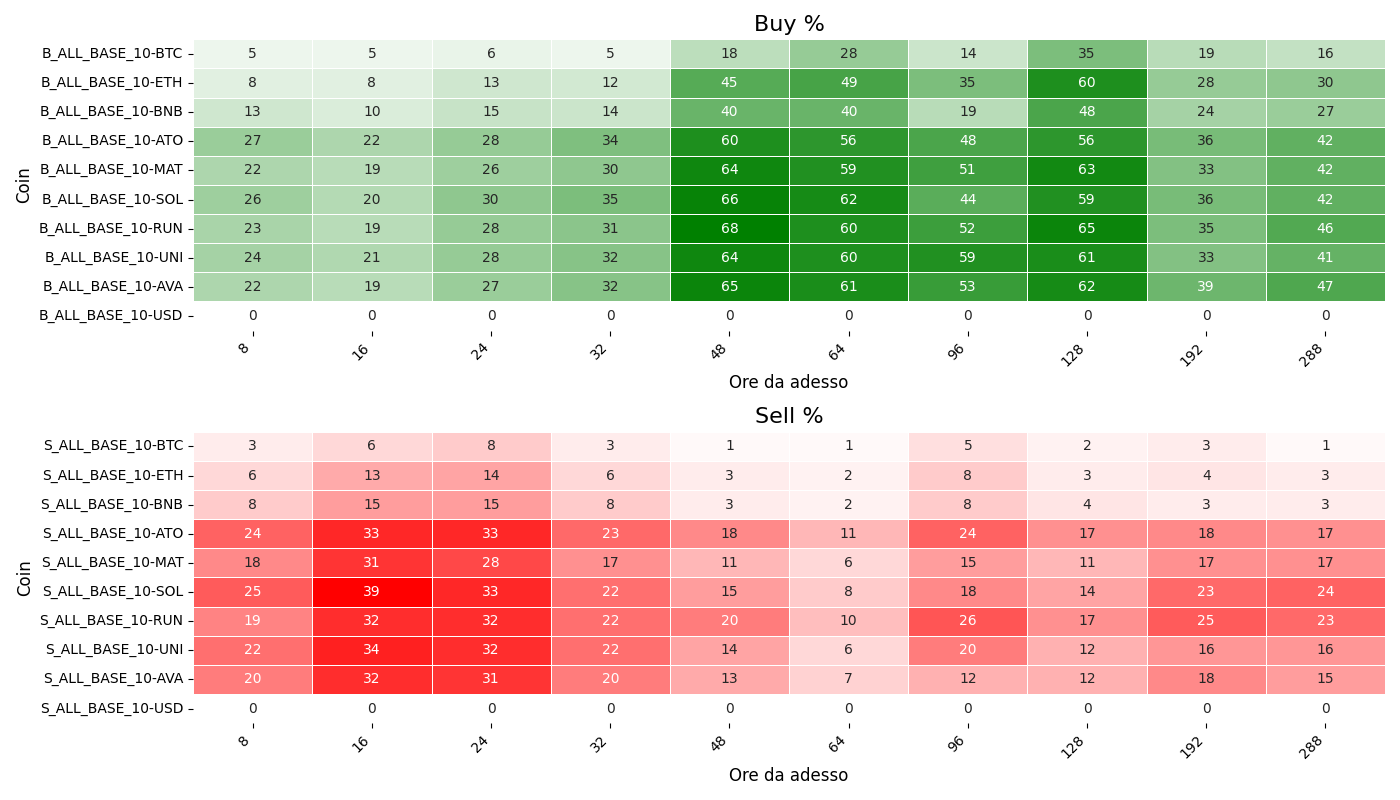 Buy %
Coin
B_ALL_BASE_10-BTC 5 5 6 5 18 28 14 35 19 16
B_ALL_BASE_10-ETH 8 8 13 12 45 49 35 60 28 30
B_ALL_BASE_10-BNB 13 10 15 14 40 40 19 48 24 27
B_ALL_BASE_10-ATO 27 22 28 34 60 56 48 56 36 42
B_ALL_BASE_10-MAT 22 19 26 30 64 59 51 63 33 42
B_ALL_BASE_10-SOL 26 20 30 35 66 62 44 59 36 42
B_ALL_BASE_10-RUN 23 19 28 31 68 60 52 65 35 46
B_ALL_BASE_10-UNI 24 21 28 32 64 60 59 61 33 41
B_ALL_BASE_10-AVA 22 19 27 32 65 61 53 62 39 47
B_ALL_BASE_10-USD 0 0 0 0 0 0 0 0 0 0
8 16 24 32 48 64 96 128 192 288
Ore da adesso
Sell %
Coin
S_ALL_BASE_10-BTC 3 6 8 3 1 1 5 2 3 1
S_ALL_BASE_10-ETH 6 13 14 6 3 2 8 3 4 3
S_ALL_BASE_10-BNB 8 15 15 8 3 2 8 4 3 3
S_ALL_BASE_10-ATO 24 33 33 23 18 11 24 17 18 17
S_ALL_BASE_10-MAT 18 31 28 17 11 6 15 11 17 17
S_ALL_BASE_10-SOL 25 39 33 22 15 8 18 14 23 24
S_ALL_BASE_10-RUN 19 32 32 22 20 10 26 17 25 23
S_ALL_BASE_10-UNI 22 34 32 22 14 6 20 12 16 16
S_ALL_BASE_10-AVA 20 32 31 20 13 7 12 12 18 15
S_ALL_BASE_10-USD 0 0 0 0 0 0 0 0 0 0
8 16 24 32 48 64 96 128 192 288
Ore da adesso